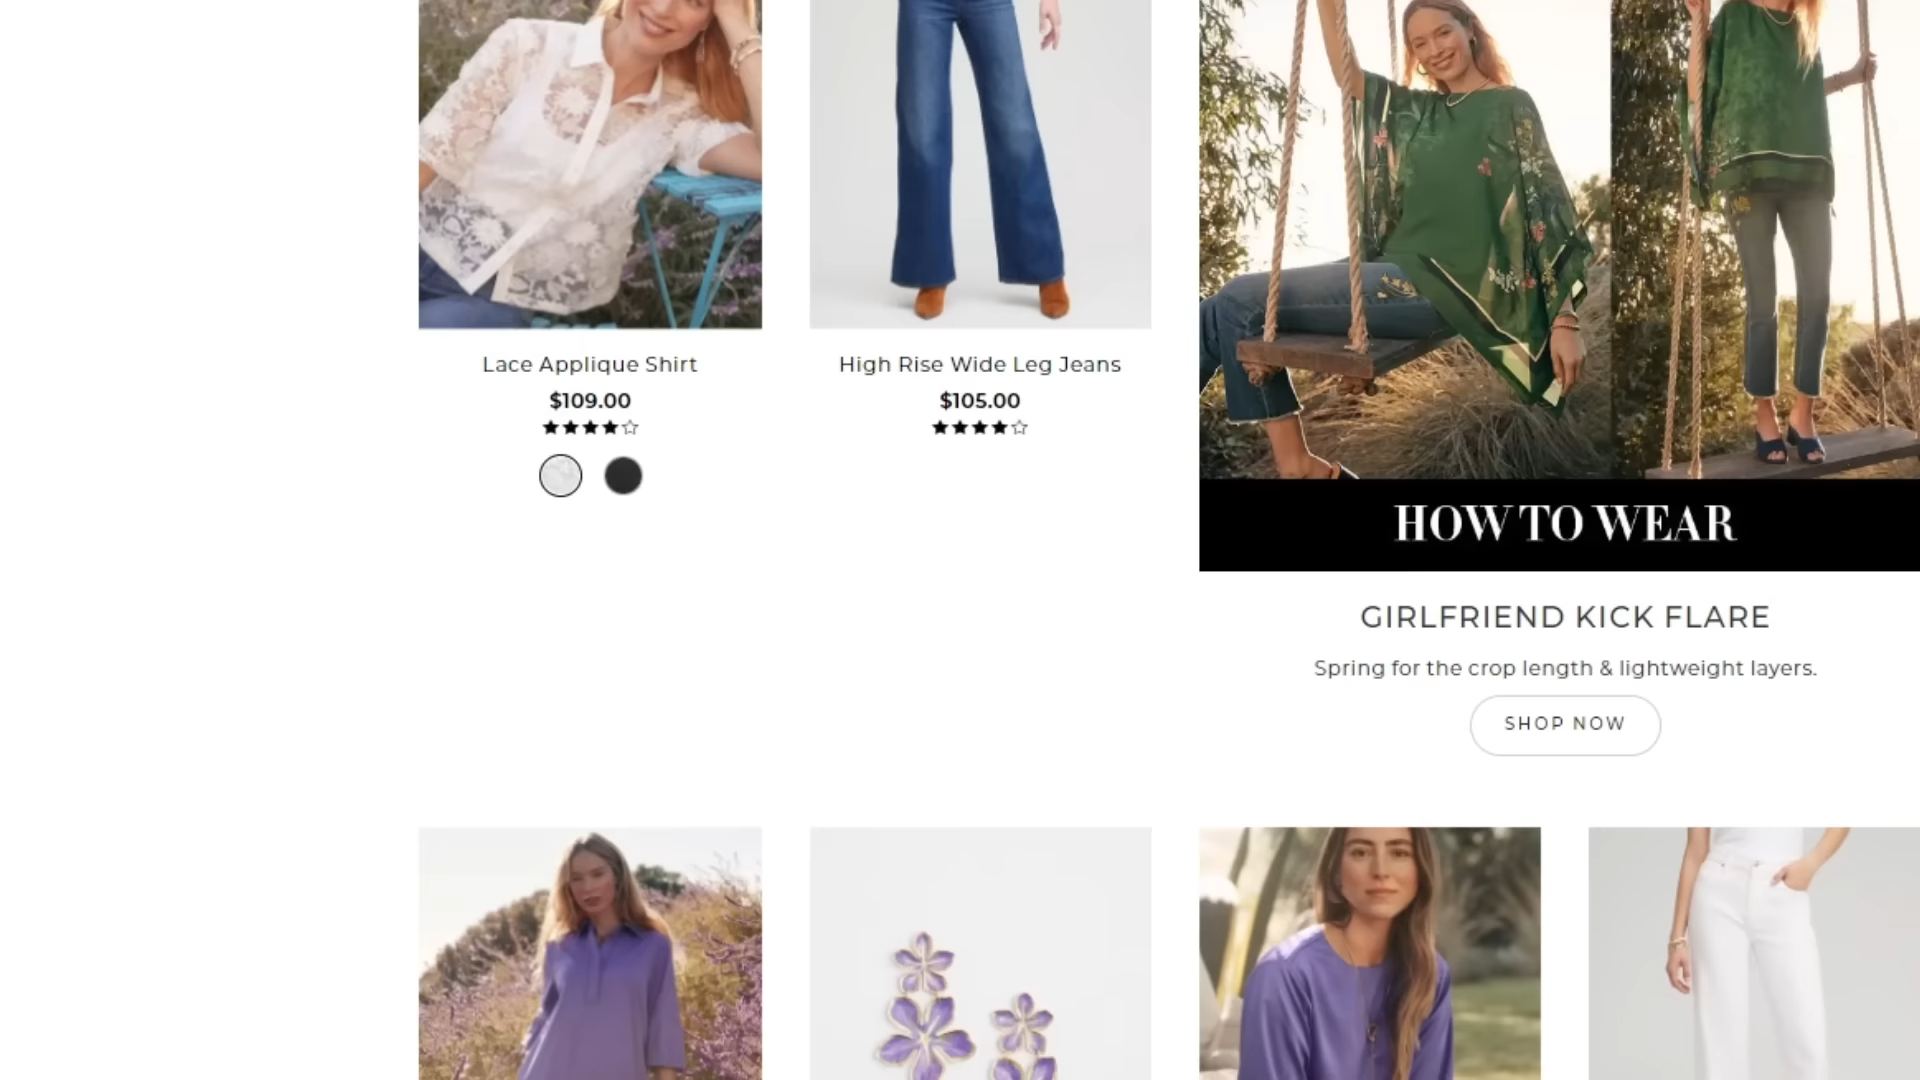 Lace Applique Shirt
$109.00
High Rise Wide Leg Jeans
$105.00
HOW TO WEAR
GIRLFRIEND KICK FLARE
Spring for the crop length & lightweight layers.
SHOP NOW